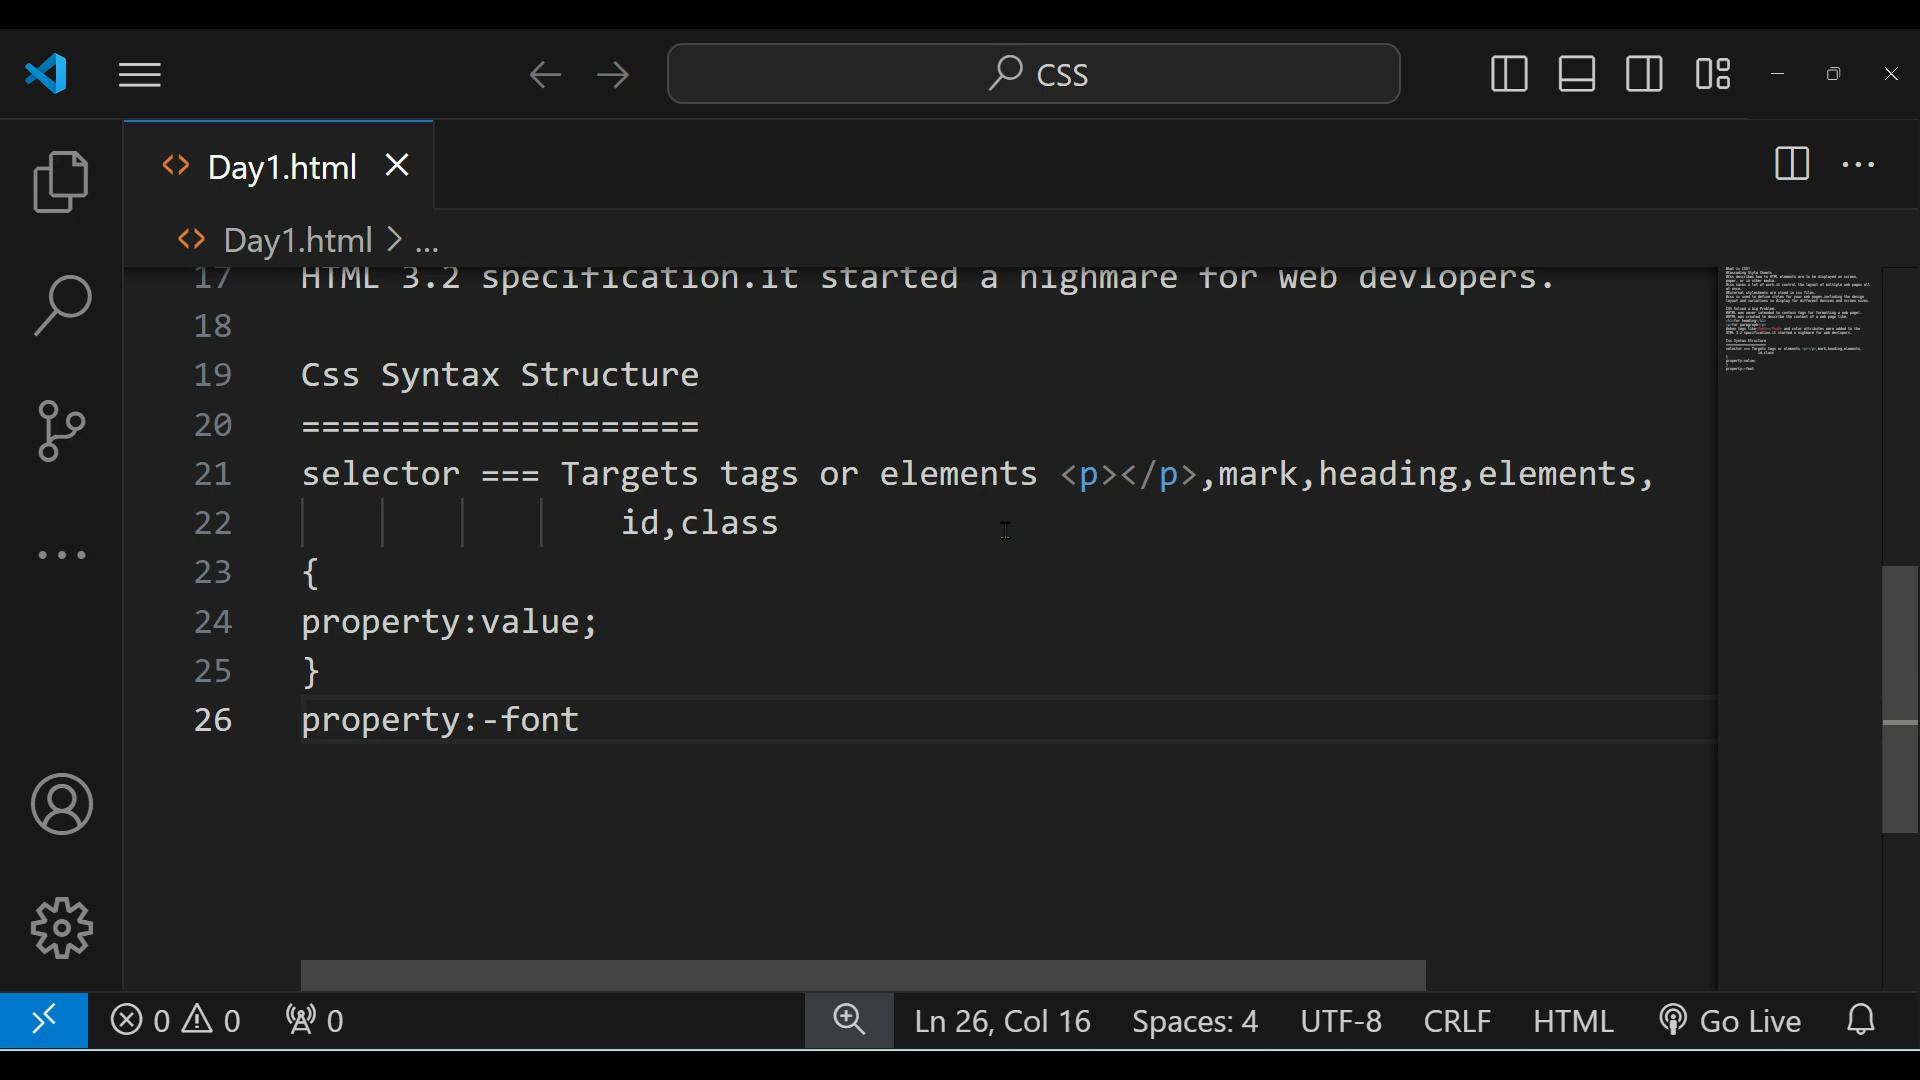 CSS
Day1.html
Day1.html > ...
17 HTML 3.2 specification.it started a nighmare for web devlopers.
18
19 Css Syntax Structure
20 ====================
21 selector === Targets tags or elements <p></p>,mark,heading,elements,
22 id,class
23 {
24 property:value;
25 }
26 property:-font
0 0 0 Ln 26, Col 16 Spaces: 4 UTF-8 CRLF HTML Go Live